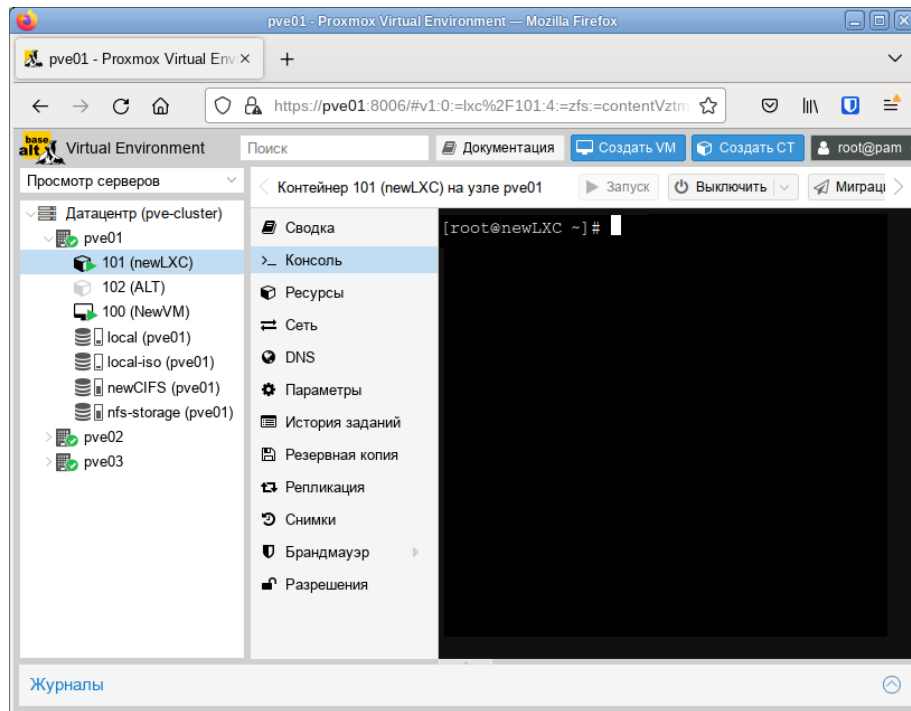 pve01 - Proxmox Virtual Environment — Mozilla Firefox
pve01 - Proxmox Virtual Env
https://pve01:8006/#v1:0:=lxc%2F101:4:=zfs:=contentVztm
base alt Virtual Environment
Поиск
Документация
Создать VM
Создать CT
root@pam
Просмотр серверов
Контейнер 101 (newLXC) на узле pve01
Запуск
Выключить
Миграц
Датацентр (pve-cluster)
pve01
101 (newLXC)
102 (ALT)
100 (NewVM)
local (pve01)
local-iso (pve01)
newCIFS (pve01)
nfs-storage (pve01)
pve02
pve03
Сводка
Консоль
Ресурсы
Сеть
DNS
Параметры
История заданий
Резервная копия
Репликация
Снимки
Брандмауэр
Разрешения
[root@newLXC ~]#
Журналы